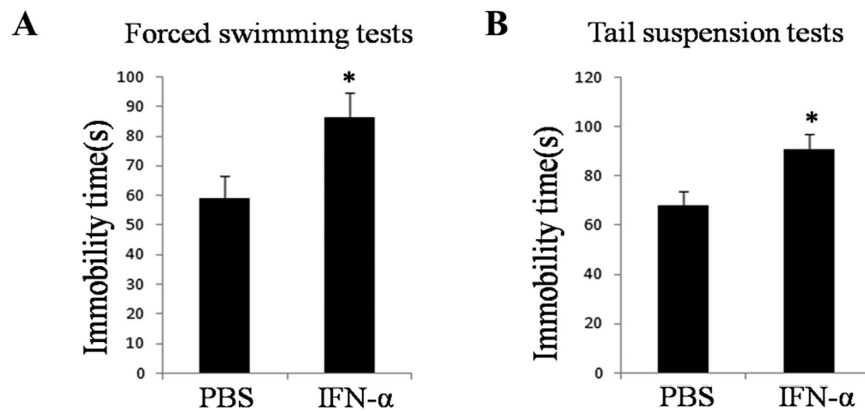 A
Forced swimming tests
Immobility time(s)
100
90
80
70
60
50
40
30
20
10
0
*
PBS
IFN-α
B
Tail suspension tests
Immobility time(s)
120
100
80
60
40
20
0
*
PBS
IFN-α